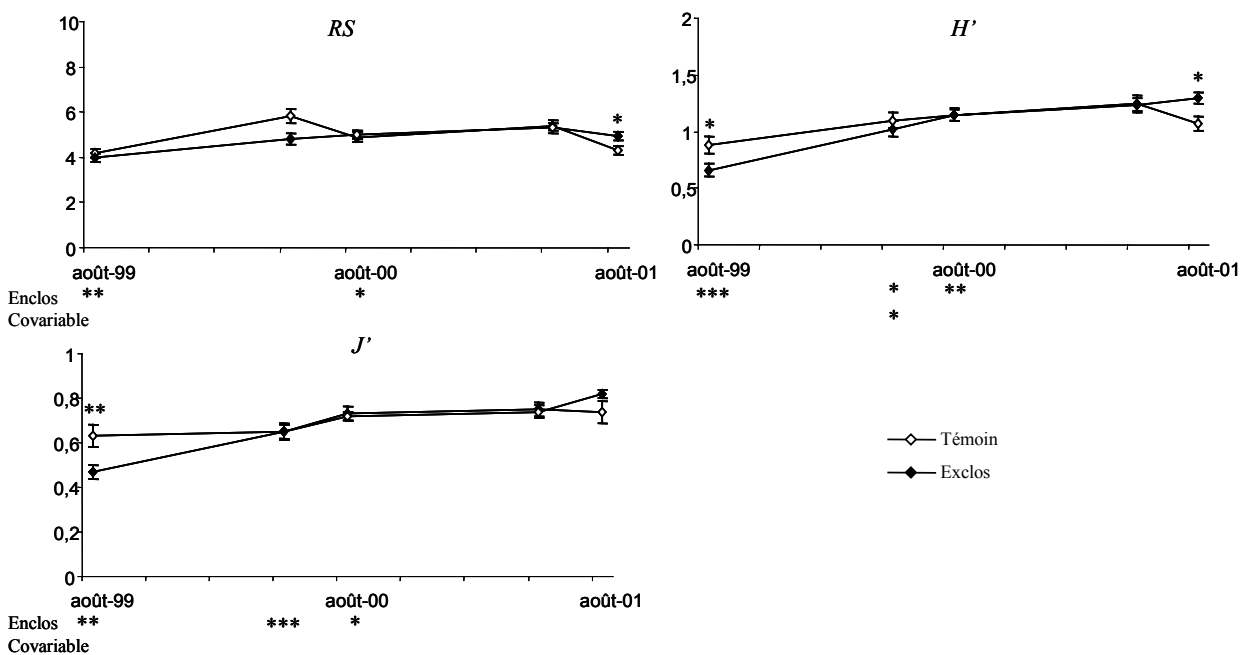 RS
10
8
6
4
2
0
*
août-99 août-00 août-01
Enclos ** *
Covariable
H’
2
1,5
1
0,5
0
* *
août-99 août-00 août-01
*** * **
*
J’
1
0,8
0,6
0,4
0,2
0
**
août-99 août-00 août-01
Enclos ** *** *
Covariable
Témoin
Exclos